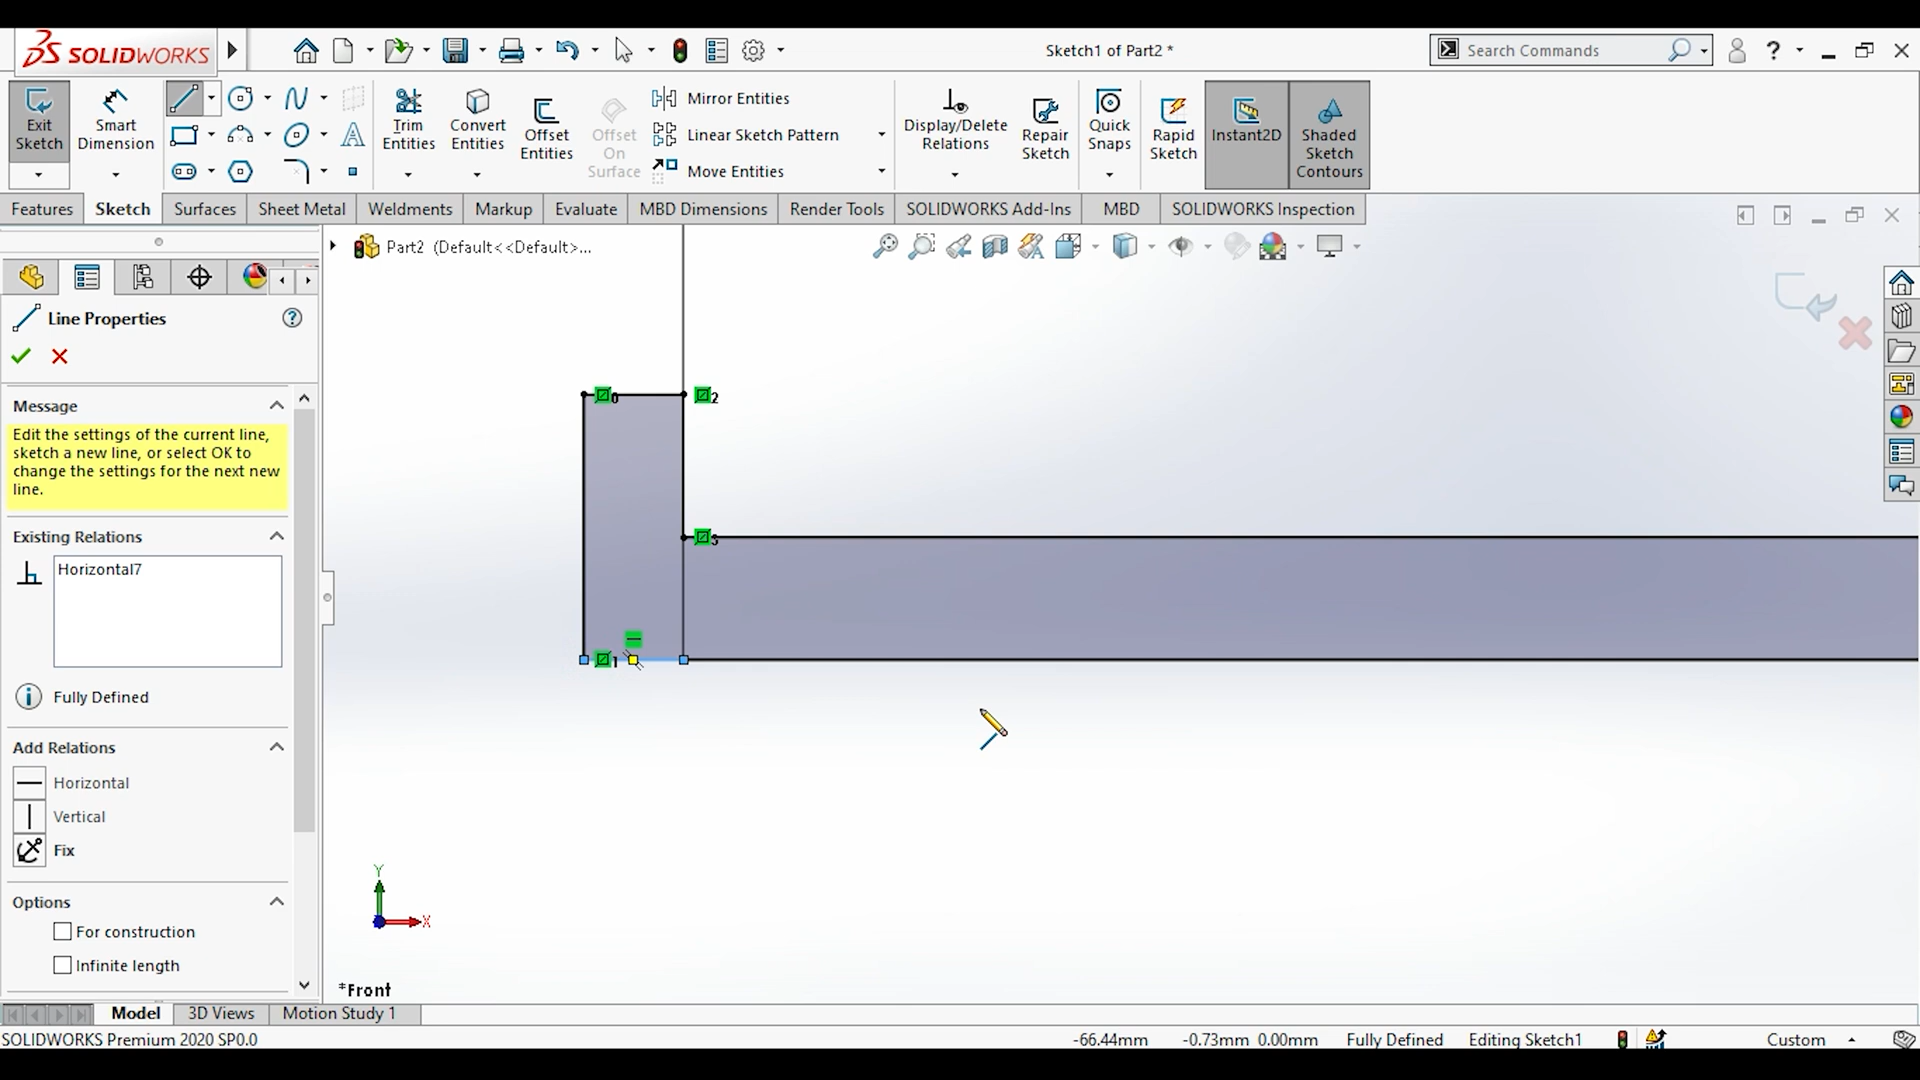 SOLIDWORKS
Sketch1 of Part2 *
Search Commands
?
Exit Sketch
Smart Dimension
Trim Entities
Convert Entities
Offset Entities
Offset On Surface
Mirror Entities
Linear Sketch Pattern
Move Entities
Display/Delete Relations
Repair Sketch
Quick Snaps
Rapid Sketch
Instant2D
Shaded Sketch Contours
Features
Sketch
Surfaces
Sheet Metal
Weldments
Markup
Evaluate
MBD Dimensions
Render Tools
SOLIDWORKS Add-Ins
MBD
SOLIDWORKS Inspection
Part2 (Default<<Default>...
Line Properties
?
Message
Edit the settings of the current line,
sketch a new line, or select OK to
change the settings for the next new
line.
Existing Relations
Horizontal7
Fully Defined
Add Relations
Horizontal
Vertical
Fix
Options
For construction
Infinite length
0
2
3
1
Y
X
*Front
Model
3D Views
Motion Study 1
SOLIDWORKS Premium 2020 SP0.0
-66.44mm
-0.73mm 0.00mm
Fully Defined
Editing Sketch1
Custom